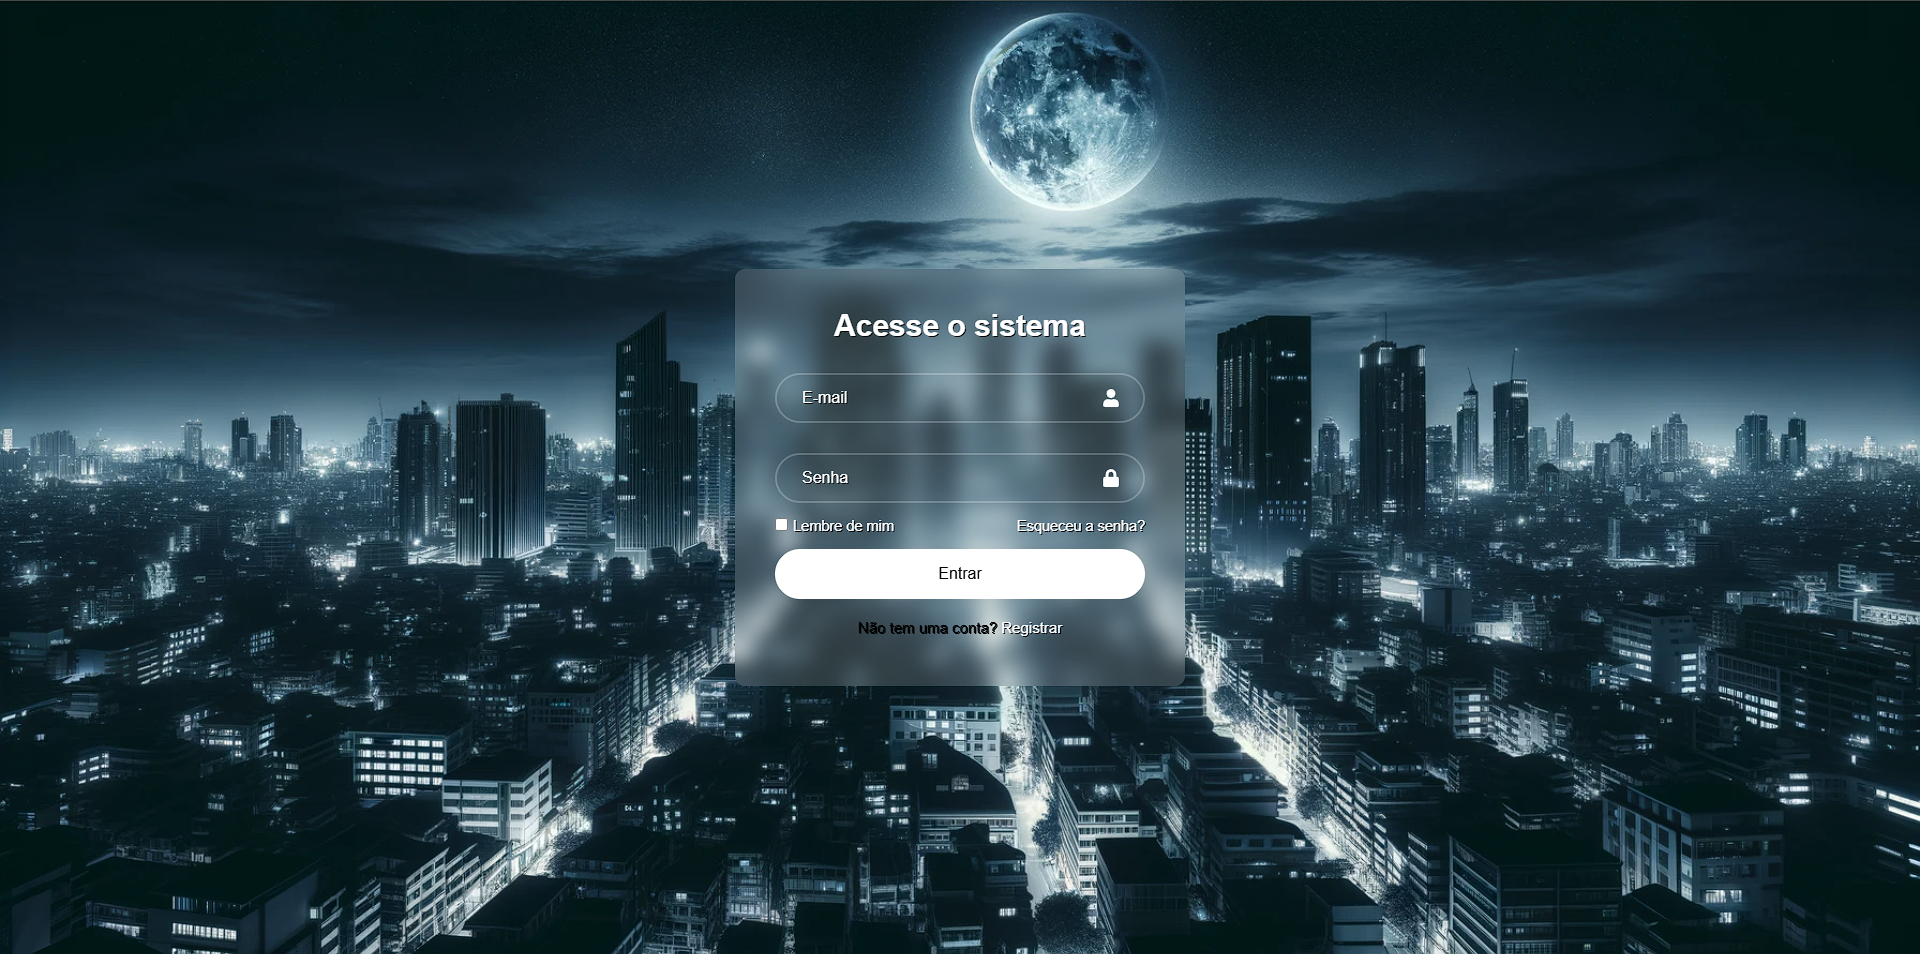 Acesse o sistema
E-mail
Senha
Lembre de mim Esqueceu a senha?
Entrar
Não tem uma conta? Registrar